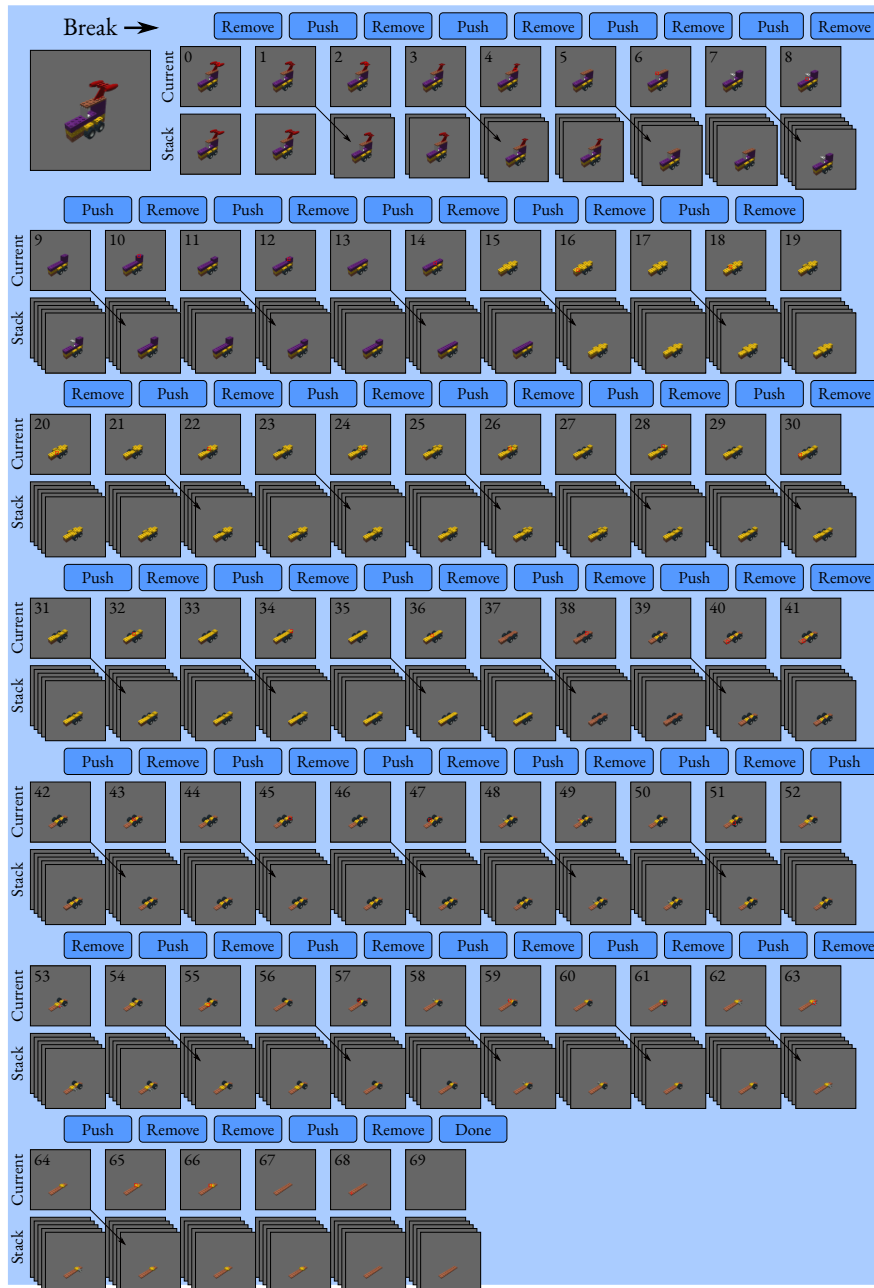 Break
Remove Push Remove Push Remove Push Remove Push Remove
Current 0 1 2 3 4 5 6 7 8
Stack
Push Remove Push Remove Push Remove Push Remove Push Remove
Current 9 10 11 12 13 14 15 16 17 18 19
Stack
Remove Push Remove Push Remove Push Remove Push Remove Push Remove
Current 20 21 22 23 24 25 26 27 28 29 30
Stack
Push Remove Push Remove Push Remove Push Remove Push Remove Remove
Current 31 32 33 34 35 36 37 38 39 40 41
Stack
Push Remove Push Remove Push Remove Push Remove Push Remove Push
Current 42 43 44 45 46 47 48 49 50 51 52
Stack
Remove Push Remove Push Remove Push Remove Push Remove Push Remove
Current 53 54 55 56 57 58 59 60 61 62 63
Stack
Push Remove Remove Push Remove Done
Current 64 65 66 67 68 69
Stack